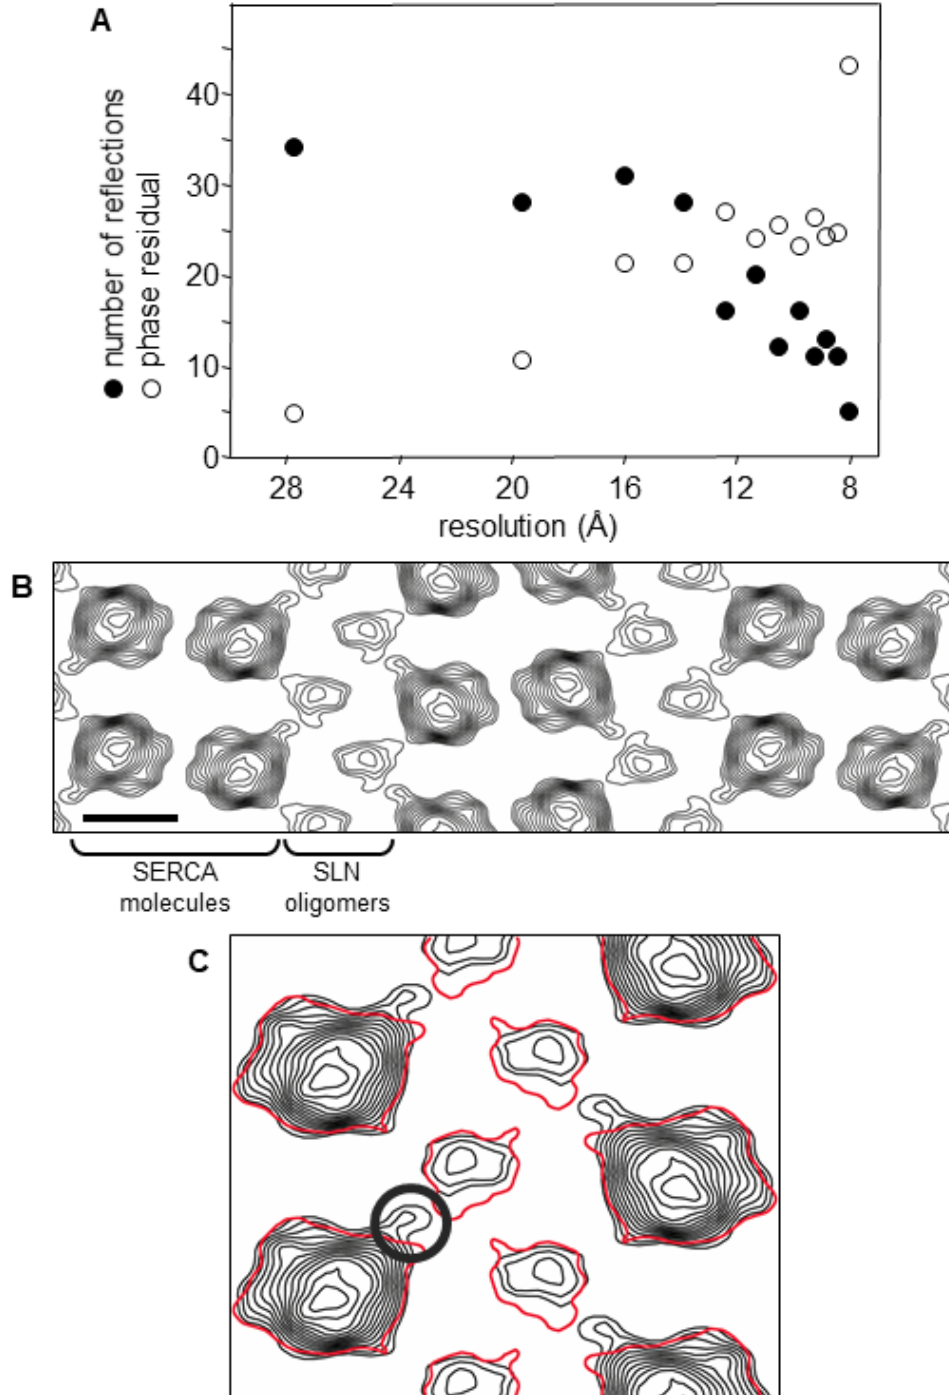 A
number of reflections
phase residual
40
30
20
10
0
28 24 20 16 12 8
resolution (Å)
B
SERCA
molecules
SLN
oligomers
C